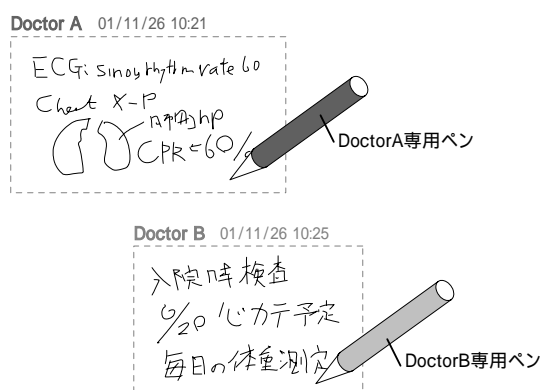 Doctor A 01/11/26 10:21
ECG: sinus rhythm rate 60
Chest X-P
hp
CPR=60%
DoctorA専用ペン
Doctor B 01/11/26 10:25
入院時検査
6/20 心カテ予定
毎日の体重測定
DoctorB専用ペン